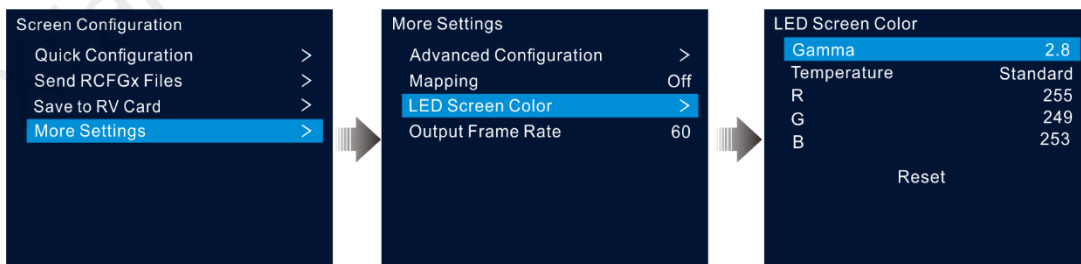 Screen Configuration
Quick Configuration >
Send RCFGx Files >
Save to RV Card >
More Settings >
More Settings
Advanced Configuration >
Mapping Off
LED Screen Color >
Output Frame Rate 60
LED Screen Color
Gamma 2.8
Temperature Standard
R 255
G 249
B 253
Reset